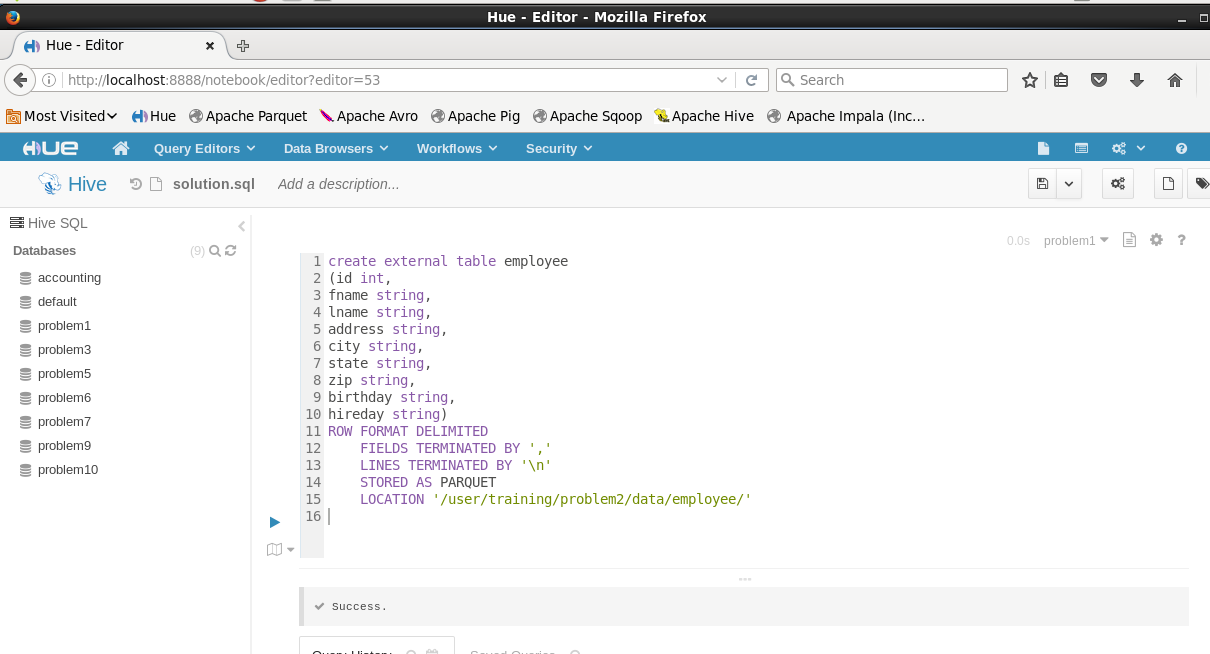 Hue - Editor - Mozilla Firefox
Hue - Editor
http://localhost:8888/notebook/editor?editor=53
Search
Most Visited Hue Apache Parquet Apache Avro Apache Pig Apache Sqoop Apache Hive Apache Impala (Inc...
HUE Query Editors Data Browsers Workflows Security
Hive solution.sql Add a description...
Hive SQL
Databases (9)
accounting
default
problem1
problem3
problem5
problem6
problem7
problem9
problem10
0.0s problem1 ?
1 create external table employee
2 (id int,
3 fname string,
4 lname string,
5 address string,
6 city string,
7 state string,
8 zip string,
9 birthday string,
10 hireday string)
11 ROW FORMAT DELIMITED
12 FIELDS TERMINATED BY ','
13 LINES TERMINATED BY '\n'
14 STORED AS PARQUET
15 LOCATION '/user/training/problem2/data/employee/'
16
Success.
Query History Saved Queries